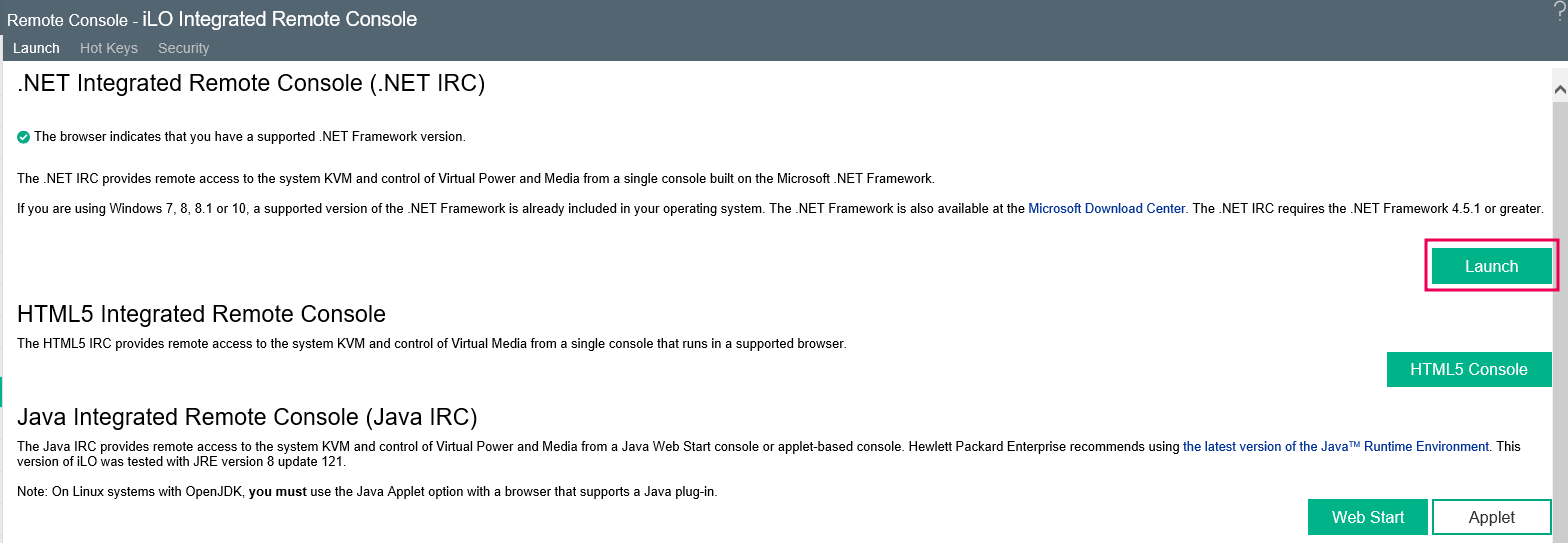 Remote Console - iLO Integrated Remote Console
?
Launch Hot Keys Security
.NET Integrated Remote Console (.NET IRC)
The browser indicates that you have a supported .NET Framework version.
The .NET IRC provides remote access to the system KVM and control of Virtual Power and Media from a single console built on the Microsoft .NET Framework.
If you are using Windows 7, 8, 8.1 or 10, a supported version of the .NET Framework is already included in your operating system. The .NET Framework is also available at the Microsoft Download Center. The .NET IRC requires the .NET Framework 4.5.1 or greater.
Launch
HTML5 Integrated Remote Console
The HTML5 IRC provides remote access to the system KVM and control of Virtual Media from a single console that runs in a supported browser.
HTML5 Console
Java Integrated Remote Console (Java IRC)
The Java IRC provides remote access to the system KVM and control of Virtual Power and Media from a Java Web Start console or applet-based console. Hewlett Packard Enterprise recommends using the latest version of the Java™ Runtime Environment. This
version of iLO was tested with JRE version 8 update 121.
Note: On Linux systems with OpenJDK, you must use the Java Applet option with a browser that supports a Java plug-in.
Web Start Applet